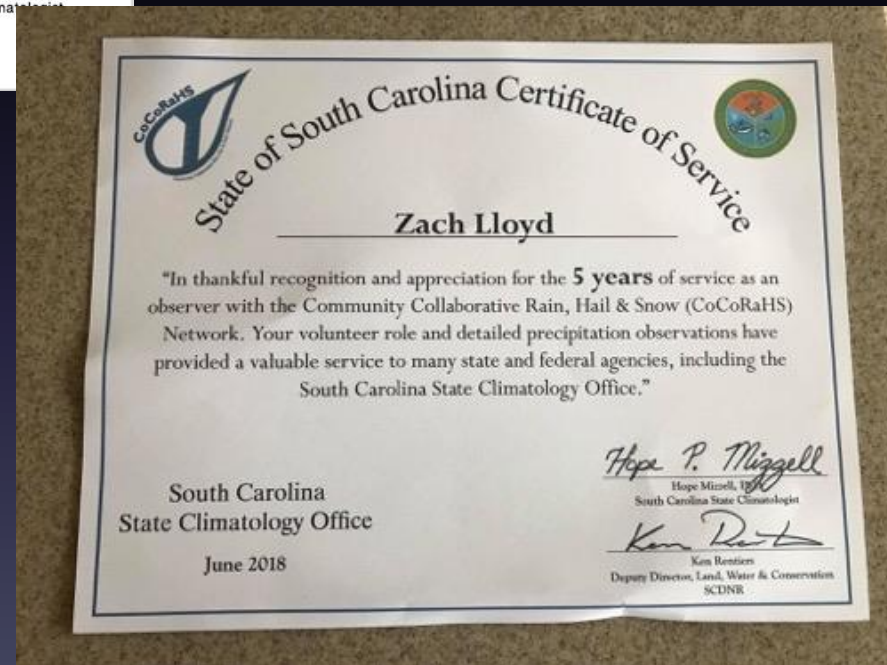 CoCoRaHS
State of South Carolina Certificate of Service
Zach Lloyd
“In thankful recognition and appreciation for the 5 years of service as an
observer with the Community Collaborative Rain, Hail & Snow (CoCoRaHS)
Network. Your volunteer role and detailed precipitation observations have
provided a valuable service to many state and federal agencies, including the
South Carolina State Climatology Office.”
Hope P. Mizzell
Hope Mizzell,
South Carolina State Climatologist
South Carolina
State Climatology Office
June 2018
Ken Rentiers
Deputy Director, Land, Water & Conservation
SCDNR